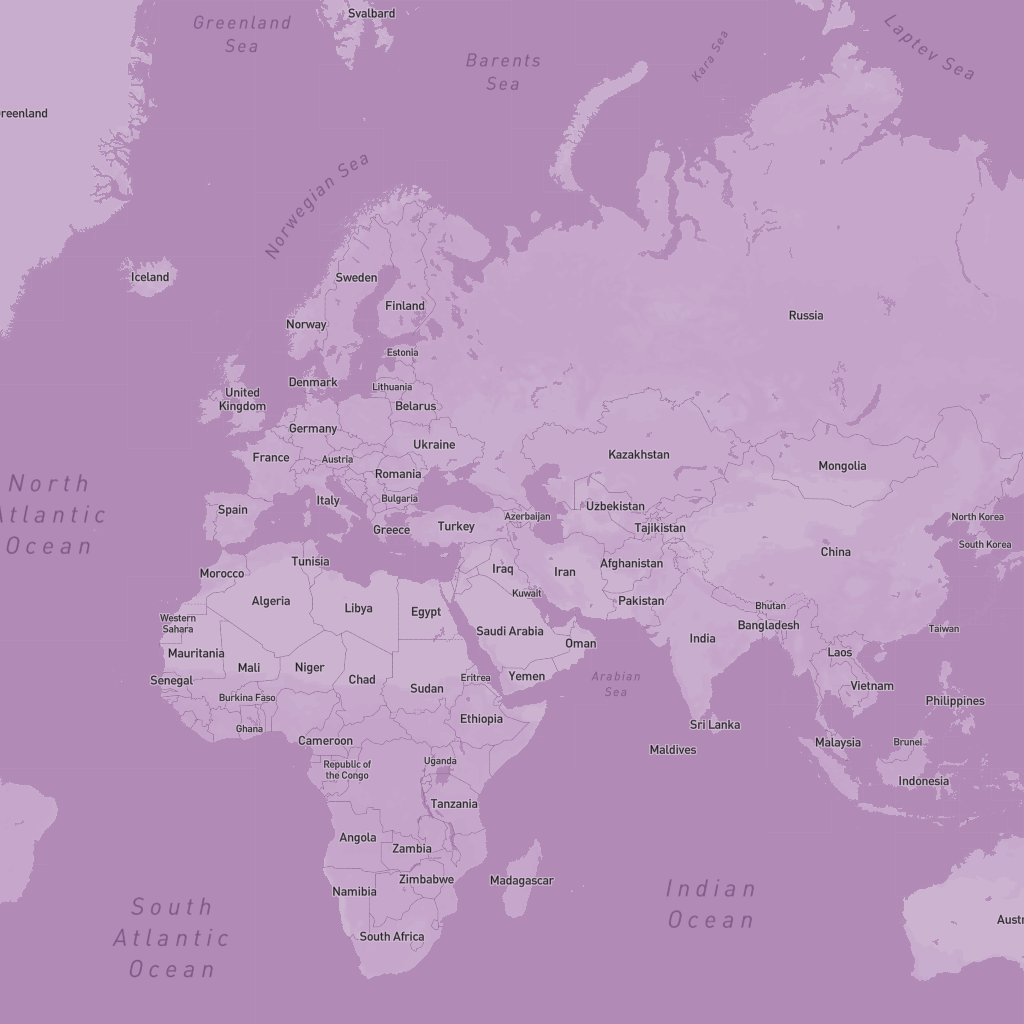 Greenland
Sea
Svalbard
Laptev Sea
Kara Sea
Barents
Sea
reenland
Norwegian Sea
Iceland
Sweden
Finland
Norway
Russia
Estonia
Denmark
Lithuania
United
Kingdom
Belarus
Germany
Ukraine
France
Austria
Kazakhstan
Mongolia
Romania
North
Atlantic
Ocean
Bulgaria
Italy
Spain
Uzbekistan
Azerbaijan
North Korea
Greece
Turkey
Tajikistan
South Korea
China
Tunisia
Morocco
Iraq
Iran
Afghanistan
Kuwait
Algeria
Libya
Egypt
Pakistan
Bhutan
Western
Sahara
Bangladesh
Taiwan
Saudi Arabia
India
Oman
Mauritania
Laos
Mali
Niger
Senegal
Chad
Eritrea
Yemen
Arabian
Sea
Vietnam
Sudan
Burkina Faso
Philippines
Ethiopia
Ghana
Sri Lanka
Cameroon
Maldives
Malaysia
Brunei
Uganda
Republic of
the Congo
Indonesia
Tanzania
Angola
Zambia
Zimbabwe
Madagascar
Namibia
Indian
Ocean
South
Atlantic
Ocean
Austr
South Africa